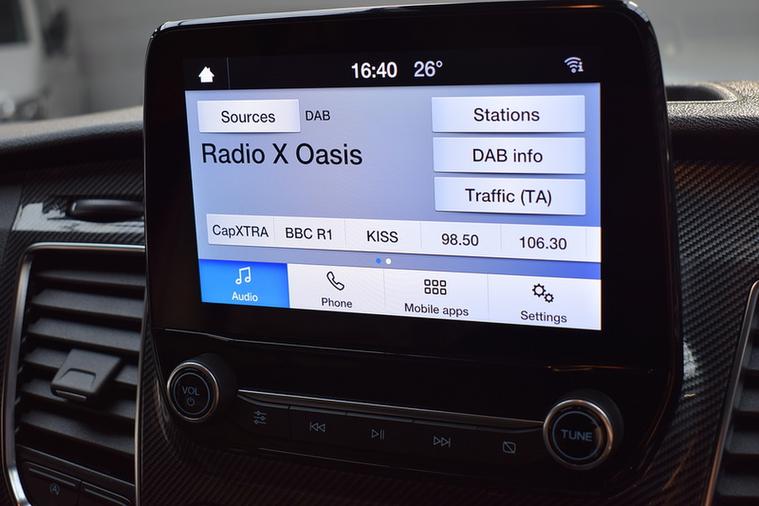 16:40 26°
Sources DAB
Stations
Radio X Oasis
DAB info
Traffic (TA)
CapXTRA BBC R1 KISS 98.50 106.30
Audio Phone Mobile apps Settings
VOL
TUNE